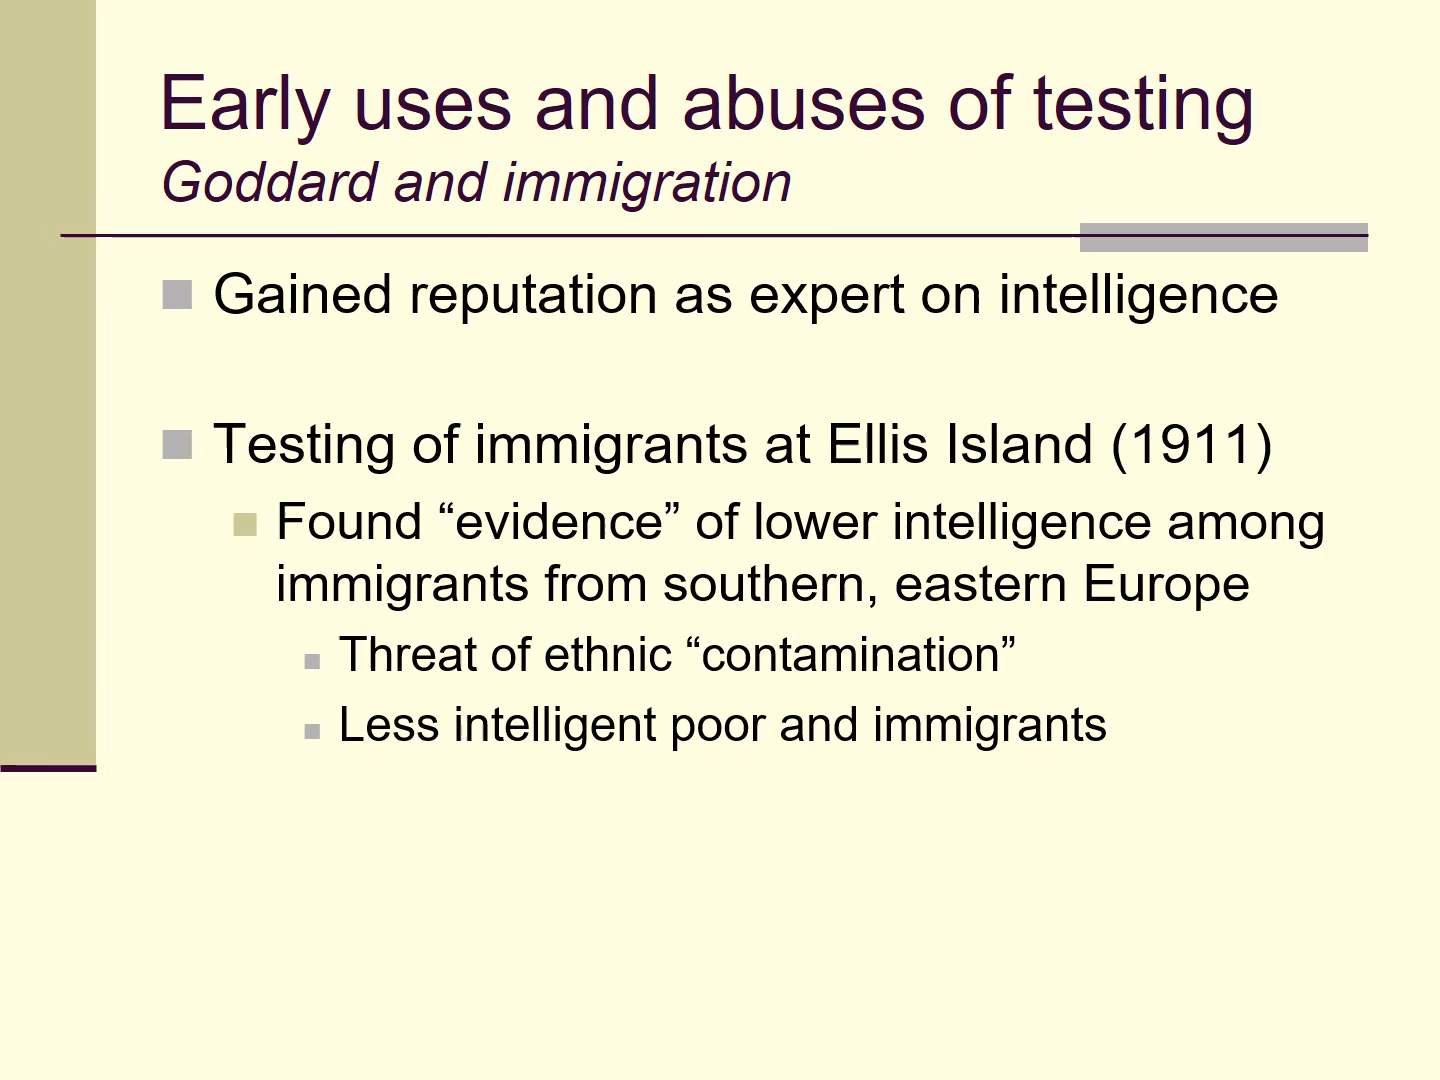 Early uses and abuses of testing
Goddard and immigration
Gained reputation as expert on intelligence
Testing of immigrants at Ellis Island (1911)
Found “evidence” of lower intelligence among
immigrants from southern, eastern Europe
Threat of ethnic “contamination”
Less intelligent poor and immigrants